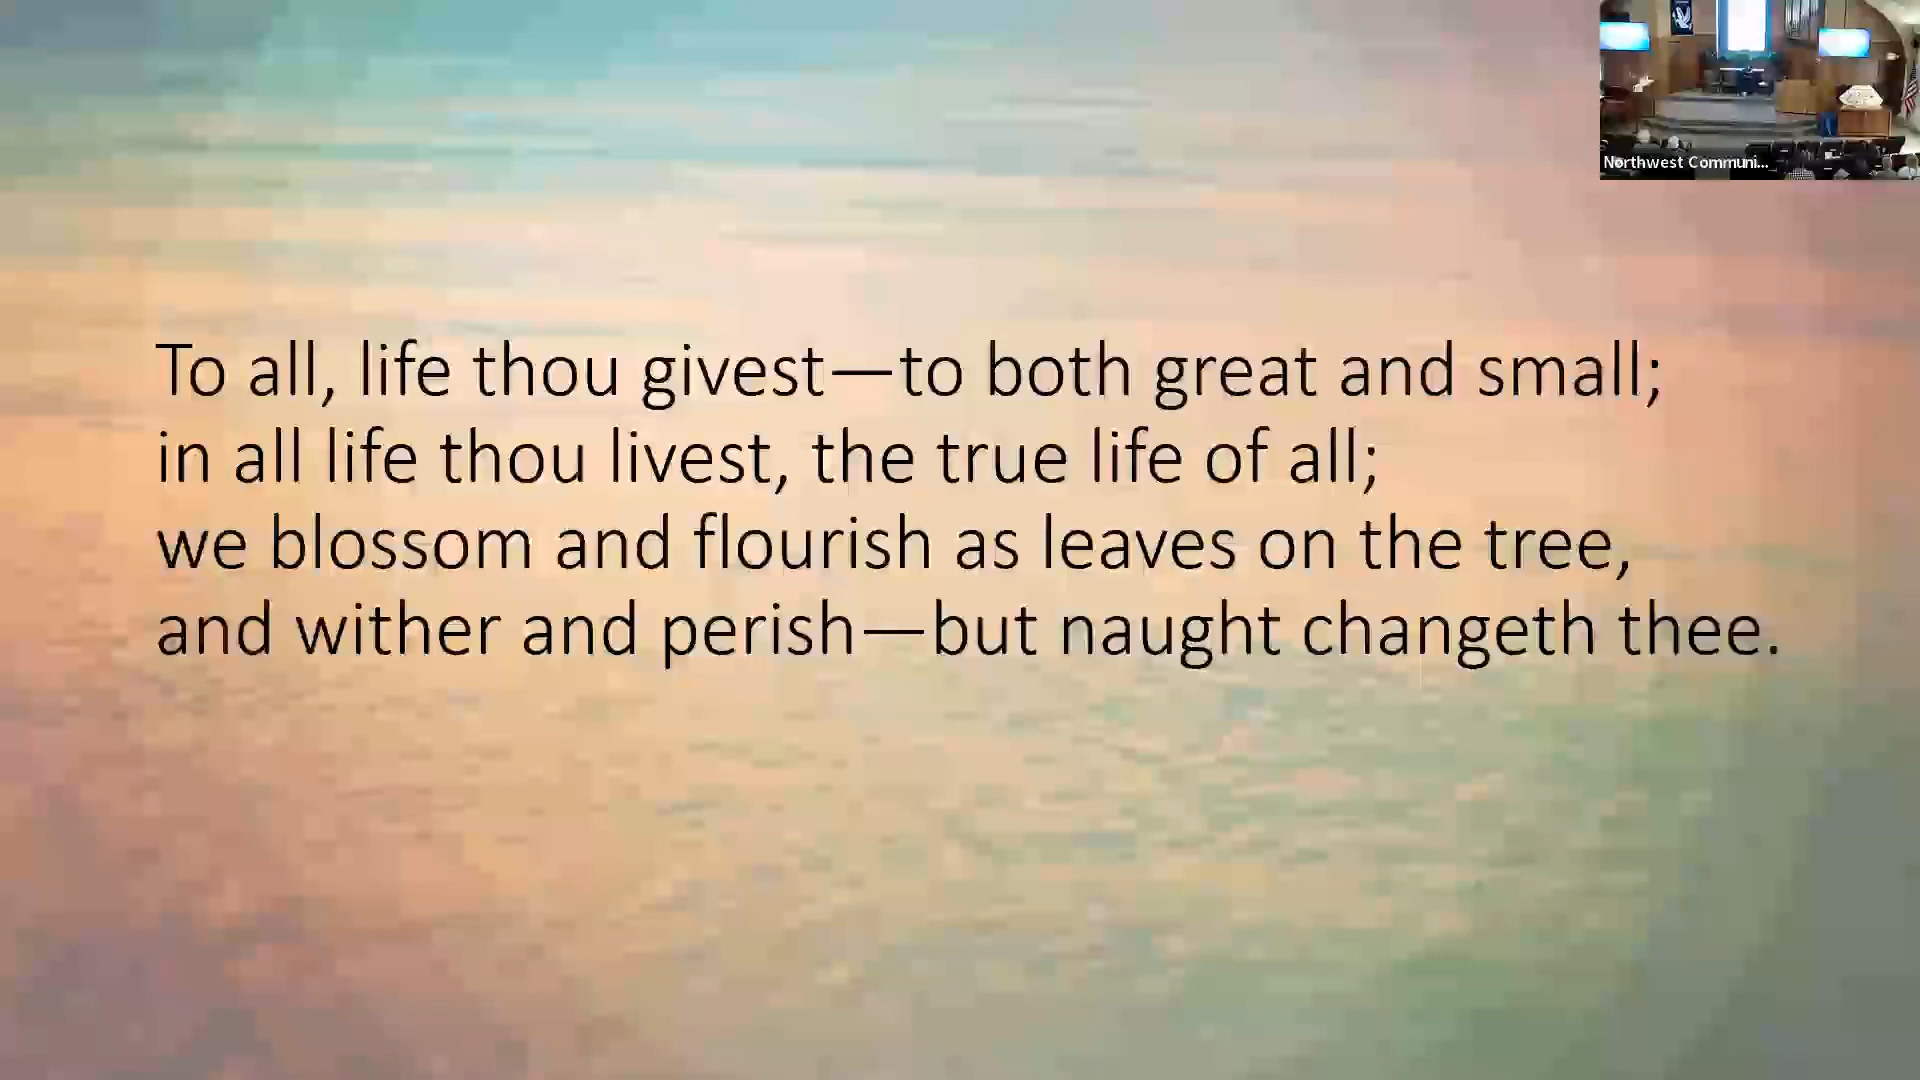 Northwest Communi...
To all, life thou givest—to both great and small;
in all life thou livest, the true life of all;
we blossom and flourish as leaves on the tree,
and wither and perish—but naught changeth thee.